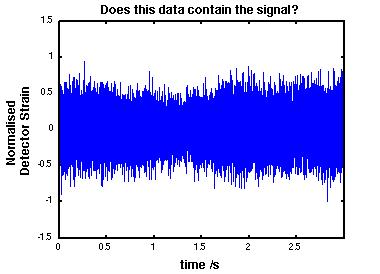 Does this data contain the signal?
1.5
1
0.5
0
-0.5
-1
-1.5
Normalised
Detector Strain
0 0.5 1 1.5 2 2.5
time /s